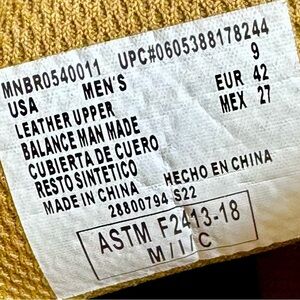 MNBR0540011 UPC#0605388178244
USA MEN'S 9
LEATHER UPPER EUR 42
BALANCE MAN MADE MEX 27
CUBIERTA DE CUERO
RESTO SINTETICO
MADE IN CHINA HECHO EN CHINA
28800794 S22
ASTM F2413-18
M/I/C